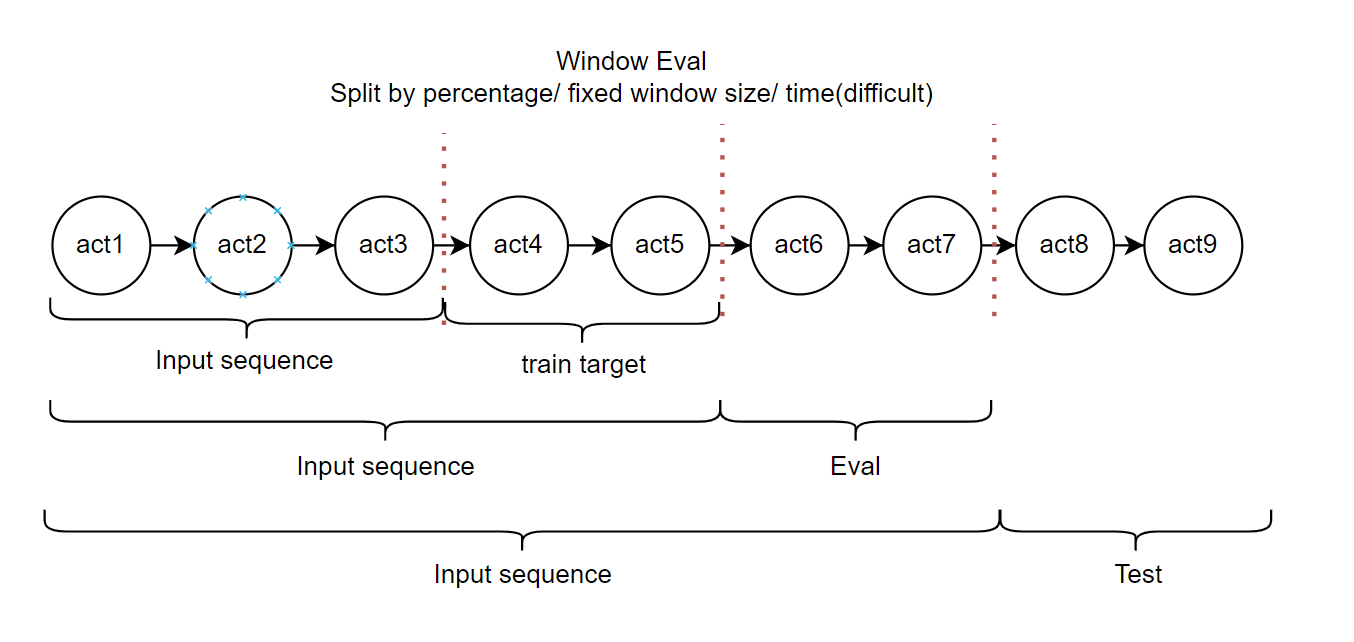 Window Eval
Split by percentage/ fixed window size/ time(difficult)
act1
act2
act3
act4
act5
act6
act7
act8
act9
Input sequence
train target
Input sequence
Eval
Input sequence
Test